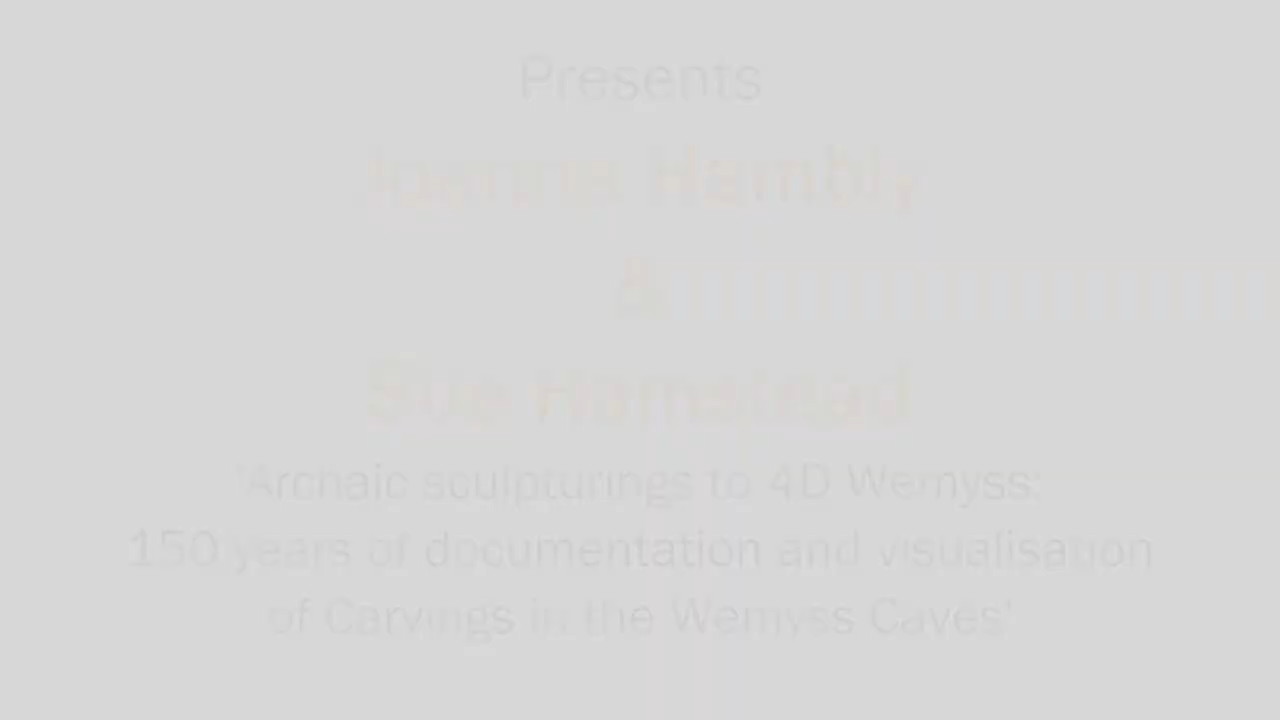 Presents
Joanna Hambly
&
Sue Hamstead
'Archaic sculpturings to 4D Wemyss:
150 years of documentation and visualisation
of Carvings in the Wemyss Caves'